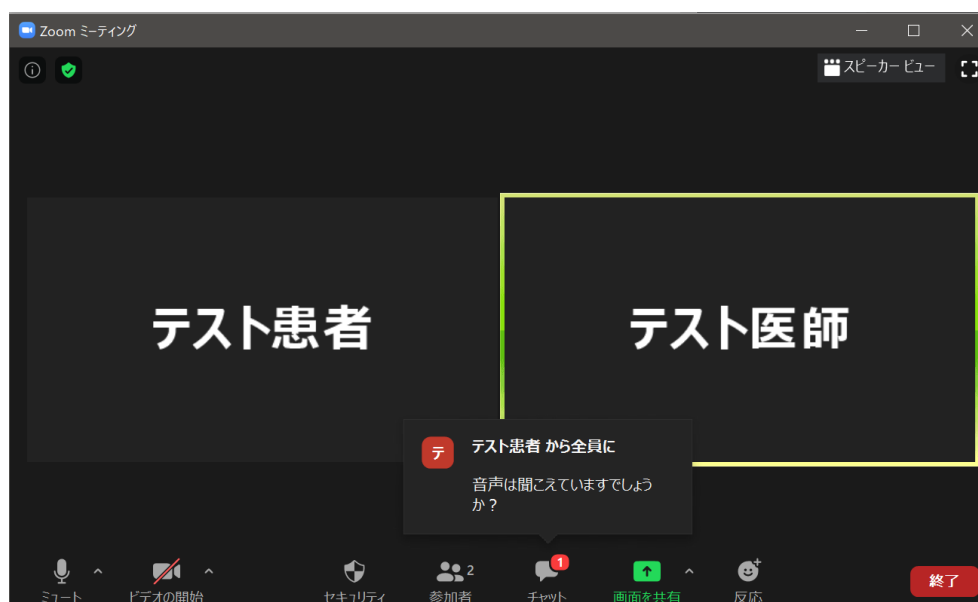 Zoom ミーティング
スピーカー ビュー
テスト患者
テスト医師
テ
テスト患者 から全員に
音声は聞こえていますでしょう
か？
2
1
ミュート
ビデオの開始
セキュリティ
参加者
チャット
画面を共有
反応
終了